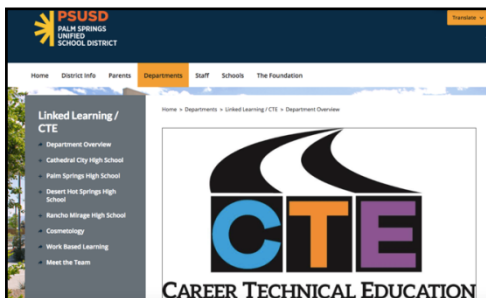 PSUSD
PALM SPRINGS
UNIFIED
SCHOOL DISTRICT
Translate
Home District Info Parents Departments Staff Schools The Foundation
Linked Learning /
CTE
Department Overview
Cathedral City High School
Palm Springs High School
Desert Hot Springs High
School
Rancho Mirage High School
Cosmetology
Work Based Learning
Meet the Team
Home > Departments > Linked Learning / CTE > Department Overview
CTE
CAREER TECHNICAL EDUCATION